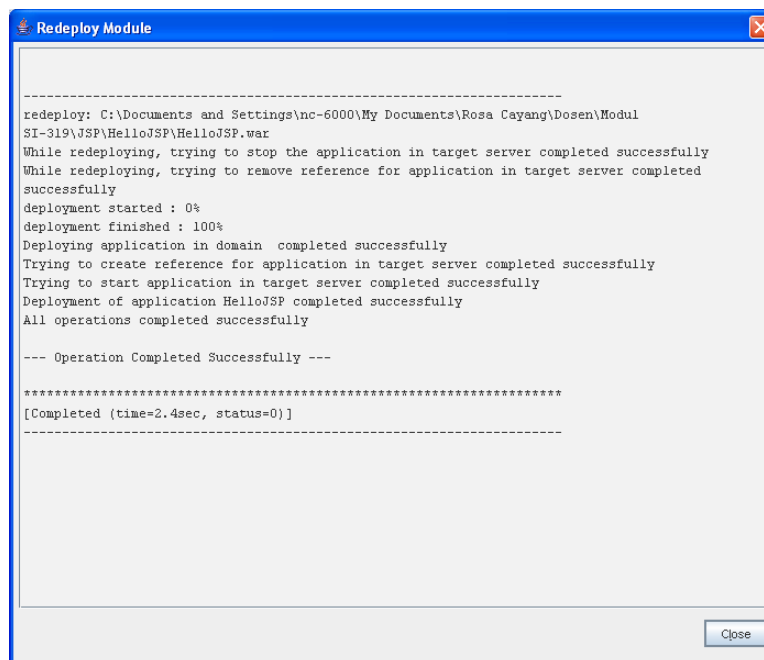 Redeploy Module
----------------------------------------------------------------------
redeploy: C:\Documents and Settings\nc-6000\My Documents\Rosa Cayang\Dosen\Modul
SI-319\JSP\HelloJSP\HelloJSP.war
While redeploying, trying to stop the application in target server completed successfully
While redeploying, trying to remove reference for application in target server completed
successfully
deployment started : 0%
deployment finished : 100%
Deploying application in domain  completed successfully
Trying to create reference for application in target server completed successfully
Trying to start application in target server completed successfully
Deployment of application HelloJSP completed successfully
All operations completed successfully
--- Operation Completed Successfully ---
**********************************************************************
[Completed (time=2.4sec, status=0)]
----------------------------------------------------------------------
Close